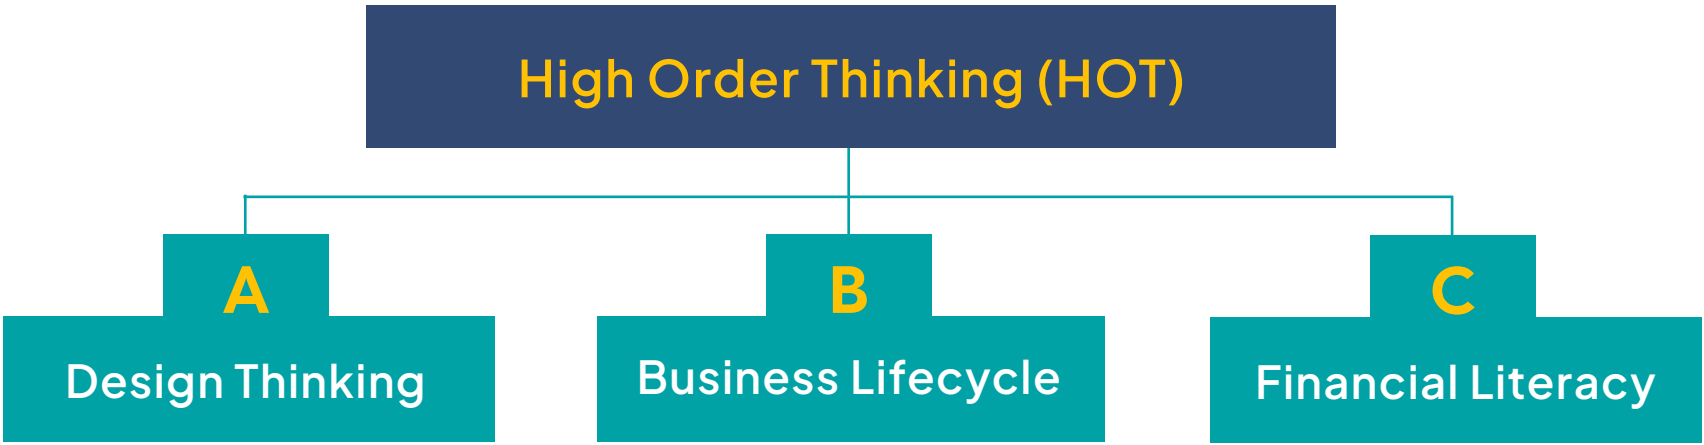 High Order Thinking (HOT)
A
Design Thinking
B
Business Lifecycle
C
Financial Literacy